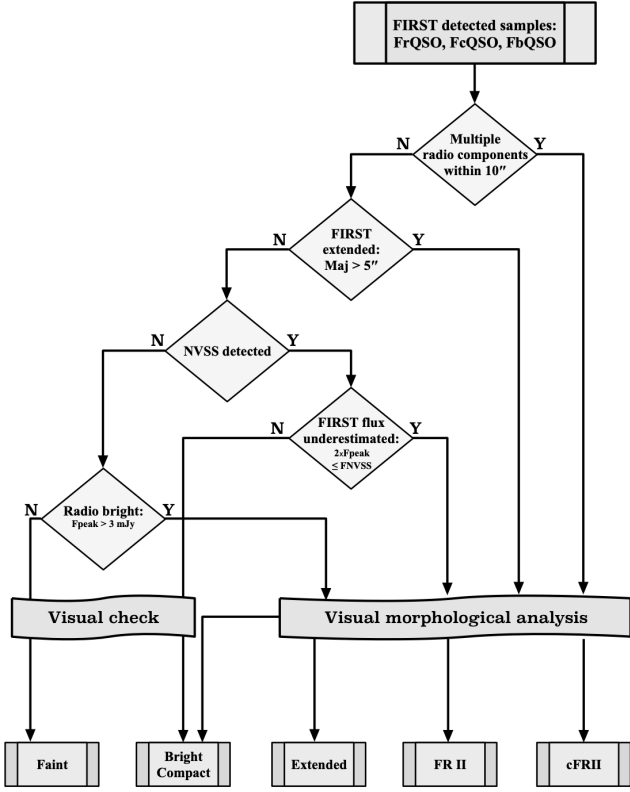 FIRST detected samples:
FrQSO, FcQSO, FbQSO
N
Multiple
radio components
within 10″
Y
N
FIRST
extended:
Maj > 5″
Y
N
NVSS detected
Y
N
FIRST flux
underestimated:
2xFpeak
≤ FNVSS
Y
N
Radio bright:
Fpeak > 3 mJy
Y
Visual check
Visual morphological analysis
Faint
Bright
Compact
Extended
FR II
cFRII